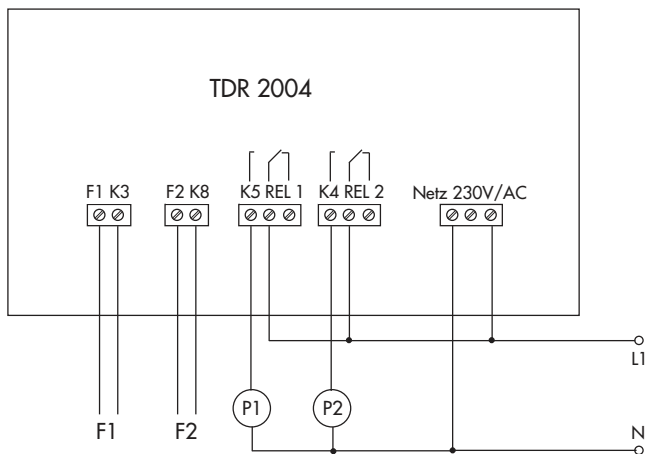 TDR 2004
F1 K3 F2 K8 K5 REL 1 K4 REL 2 Netz 230V/AC
L1
P1 P2
F1 F2 N